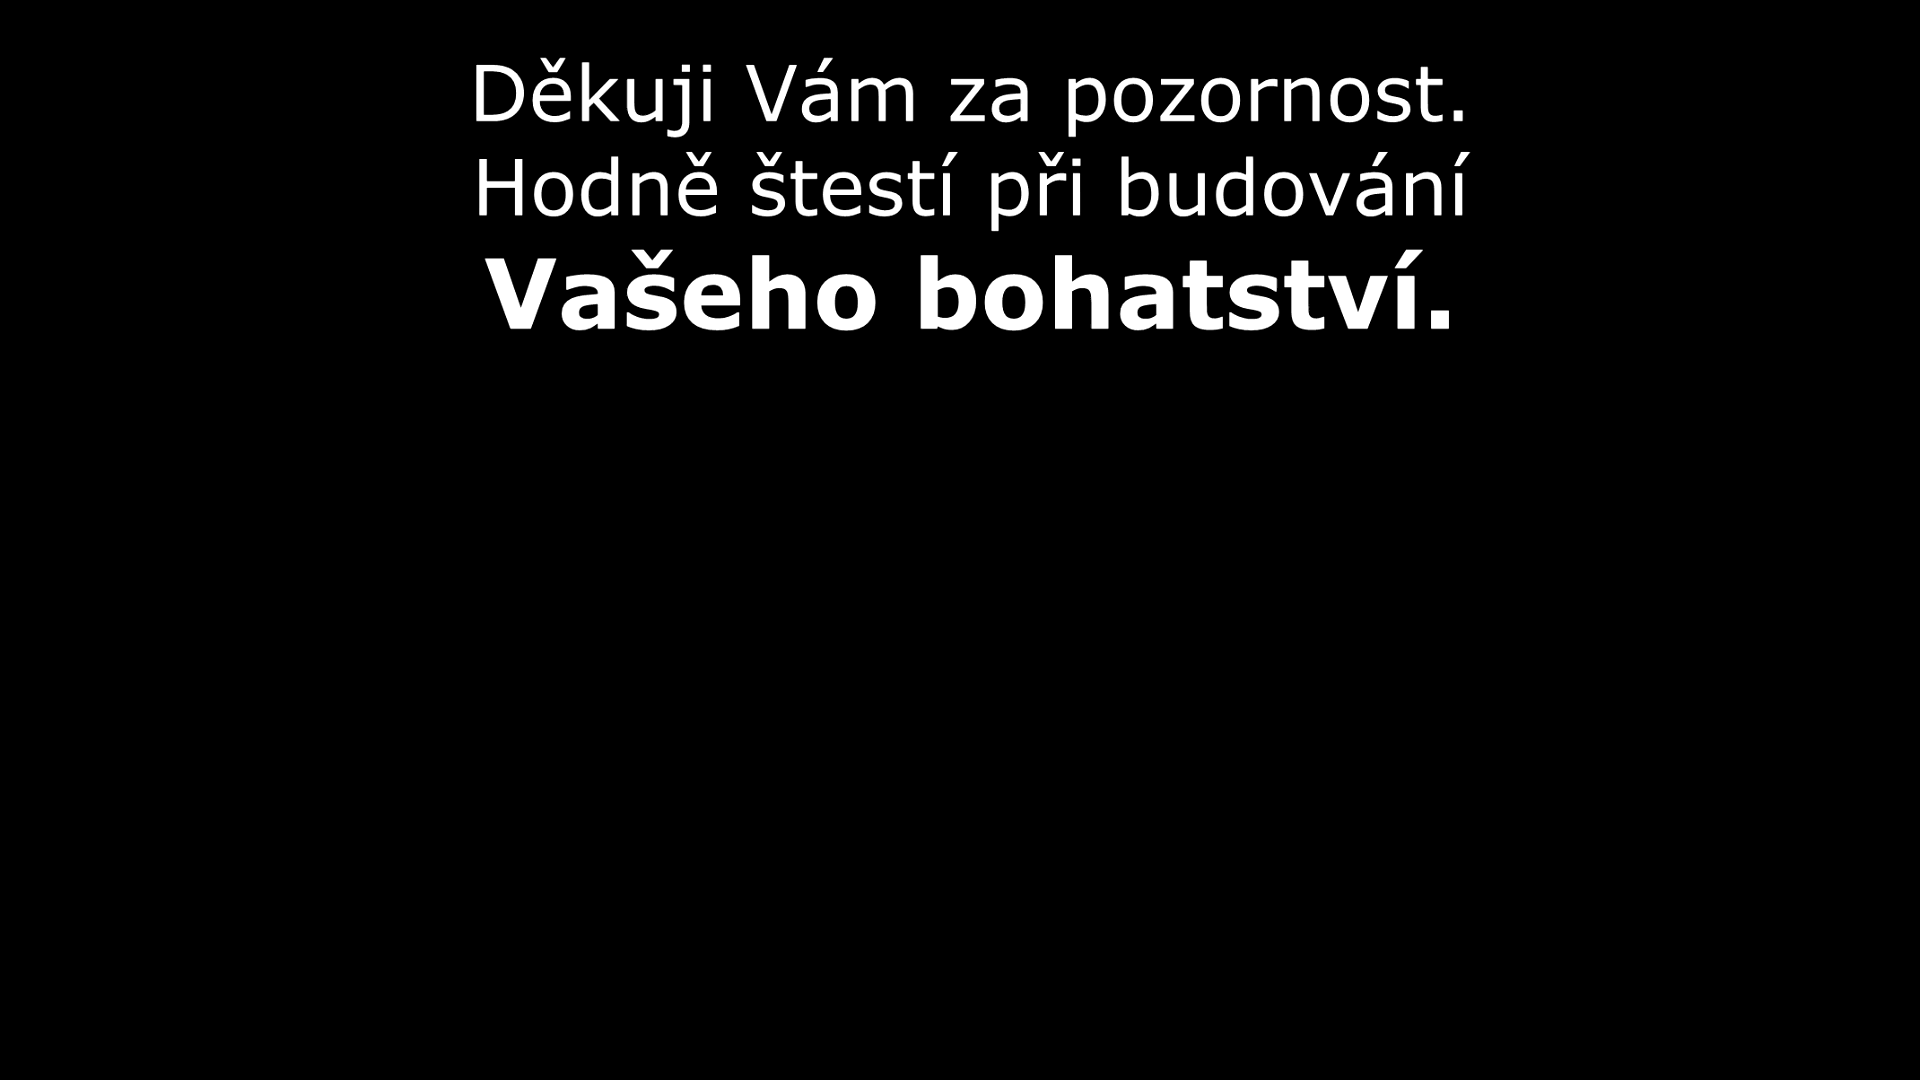 Děkuji Vám za pozornost.
Hodně štestí při budování
Vašeho bohatství.